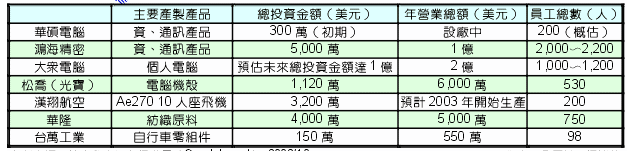 主要產製產品 總投資金額（美元） 年營業總額（美元） 員工總數（人）
華碩電腦 資、通訊產品 300 萬（初期） 設廠中 200（概估）
鴻海精密 資、通訊產品 5,000 萬 1 億 2,000~2,200
大眾電腦 個人電腦 預估未來總投資金額達 1 億 2 億 1,000~1,200
松喬（光寶） 電腦機殼 1,120 萬 6,000 萬 530
漢翔航空 Ae270 10 人座飛機 3,200 萬 預計 2003 年開始生產 200
華隆 紡織原料 4,000 萬 5,000 萬 750
台萬工業 自行車零組件 150 萬 550 萬 98